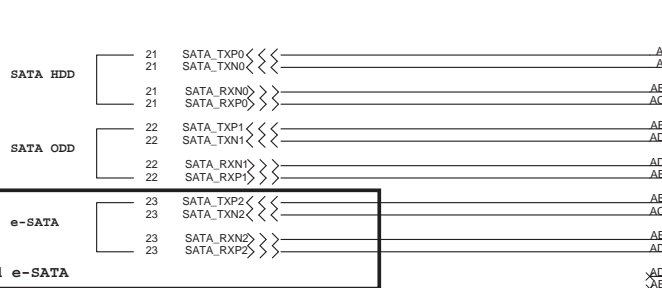 21 SATA_TXP0
21 SATA_TXN0
SATA HDD
21 SATA_RXN0
21 SATA_RXP0
22 SATA_TXP1
22 SATA_TXN1
SATA ODD
22 SATA_RXN1
22 SATA_RXP1
23 SATA_TXP2
23 SATA_TXN2
e-SATA
23 SATA_RXN2
23 SATA_RXP2
e-SATA